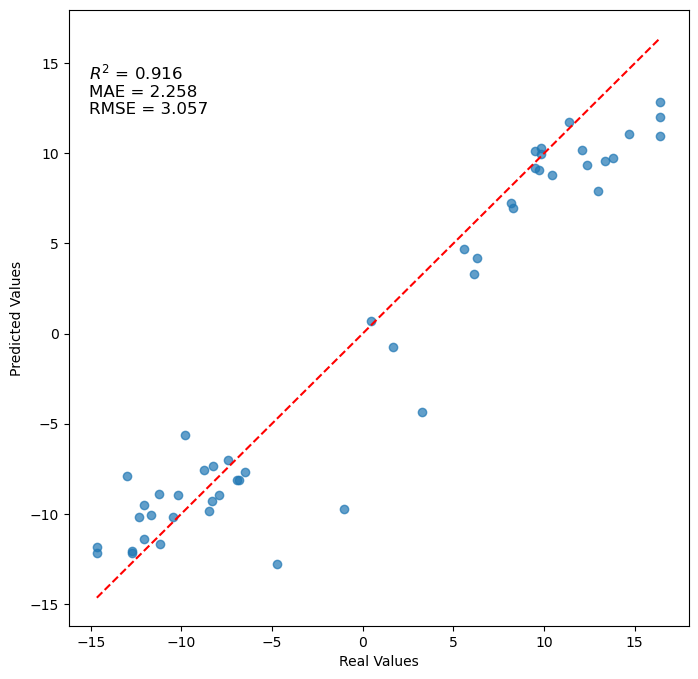 R² = 0.916
MAE = 2.258
RMSE = 3.057
15
10
5
0
−5
−10
−15
Predicted Values
−15 −10 −5 0 5 10 15
Real Values